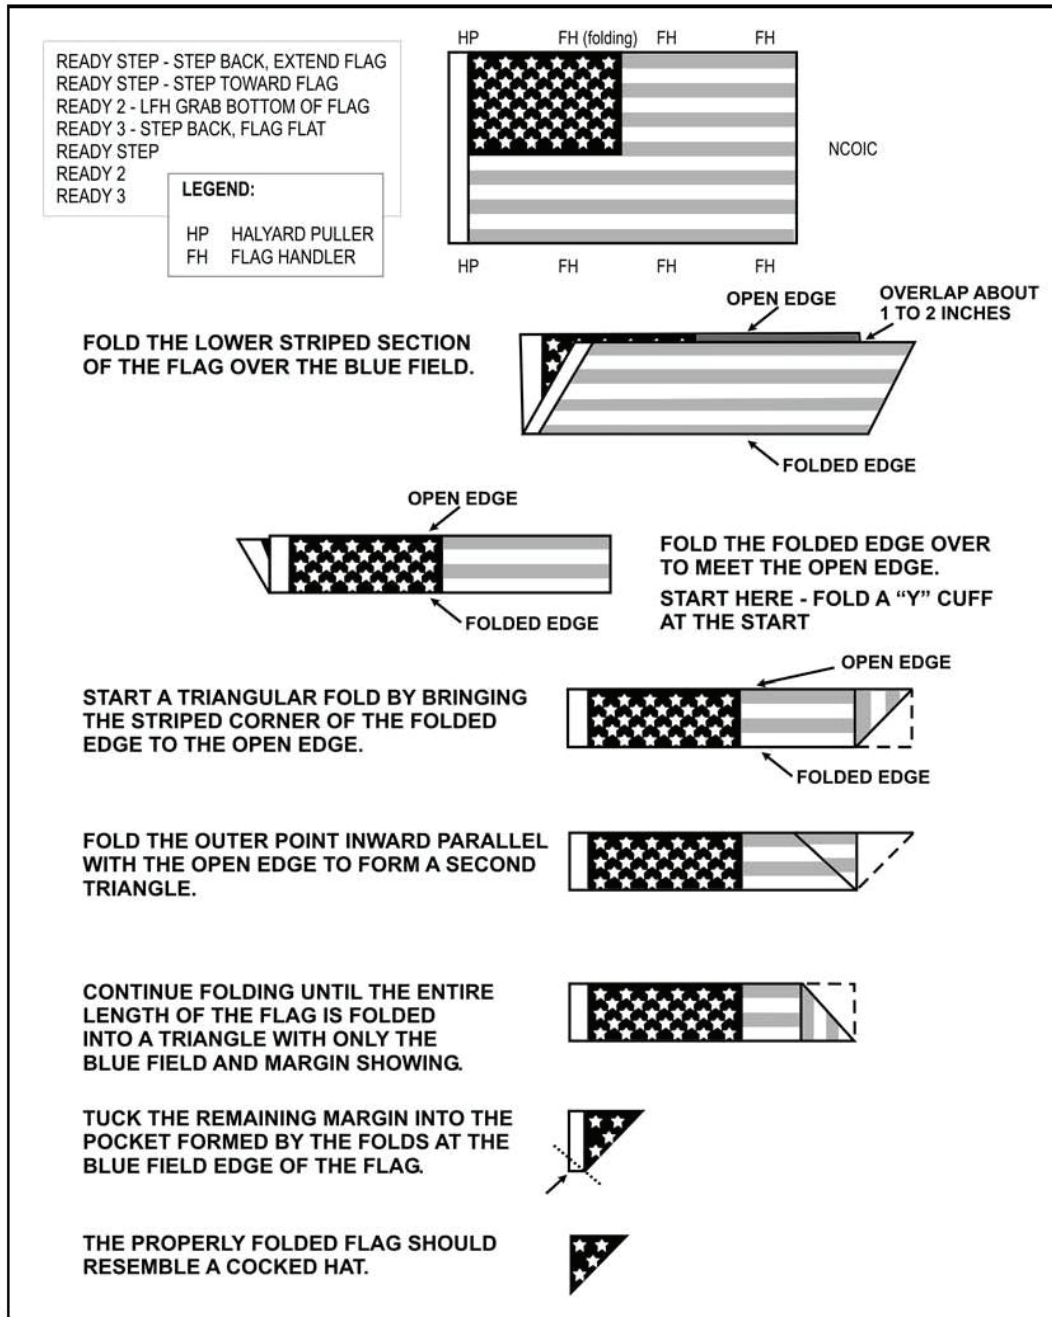 READY STEP - STEP BACK, EXTEND FLAG
READY STEP - STEP TOWARD FLAG
READY 2 - LFH GRAB BOTTOM OF FLAG
READY 3 - STEP BACK, FLAG FLAT
READY STEP
READY 2
READY 3
LEGEND:
HP HALYARD PULLER
FH FLAG HANDLER
HP FH (folding) FH FH
NCOIC
HP FH FH FH
OPEN EDGE
OVERLAP ABOUT
1 TO 2 INCHES
FOLD THE LOWER STRIPED SECTION
OF THE FLAG OVER THE BLUE FIELD.
FOLDED EDGE
OPEN EDGE
FOLDED EDGE
FOLD THE FOLDED EDGE OVER
TO MEET THE OPEN EDGE.
START HERE - FOLD A “Y” CUFF
AT THE START
OPEN EDGE
START A TRIANGULAR FOLD BY BRINGING
THE STRIPED CORNER OF THE FOLDED
EDGE TO THE OPEN EDGE.
FOLDED EDGE
FOLD THE OUTER POINT INWARD PARALLEL
WITH THE OPEN EDGE TO FORM A SECOND
TRIANGLE.
CONTINUE FOLDING UNTIL THE ENTIRE
LENGTH OF THE FLAG IS FOLDED
INTO A TRIANGLE WITH ONLY THE
BLUE FIELD AND MARGIN SHOWING.
TUCK THE REMAINING MARGIN INTO THE
POCKET FORMED BY THE FOLDS AT THE
BLUE FIELD EDGE OF THE FLAG.
THE PROPERLY FOLDED FLAG SHOULD
RESEMBLE A COCKED HAT.